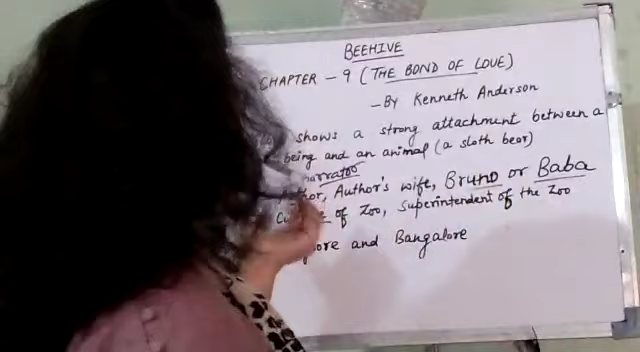 BEEHIVE
CHAPTER - 9 (THE BOND OF LOVE)
- BY Kenneth Anderson
shows a strong attachment between a
being and an animal (a sloth bear)
Author's wife, Bruno or Baba
of Zoo, Superintendent of the Zoo
and Bangalore